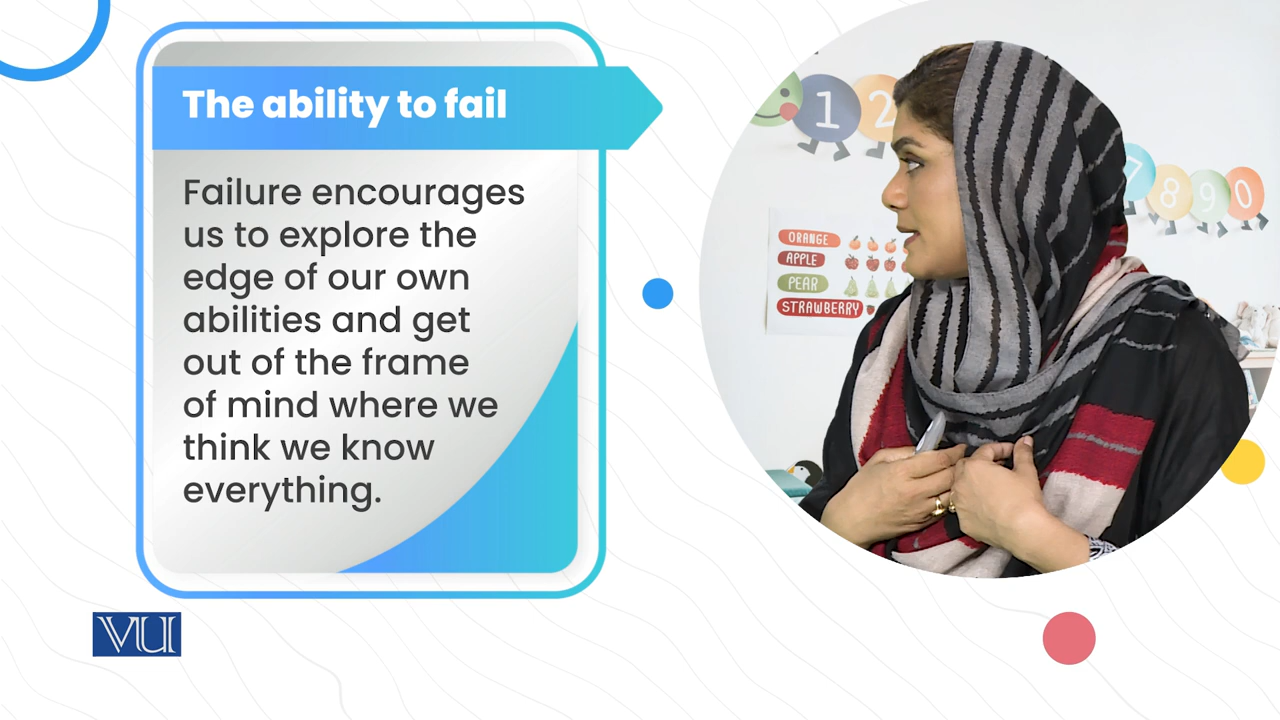 The ability to fail
Failure encourages
us to explore the
edge of our own
abilities and get
out of the frame
of mind where we
think we know
everything.
VU
1 2
7 8 9 0
ORANGE
APPLE
PEAR
STRAWBERRY